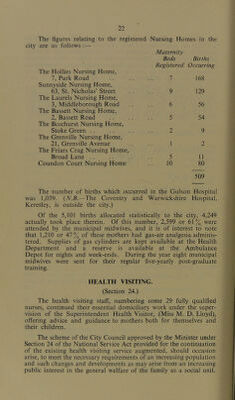 22
The figures relating to the registered Nursing Homes in the
city are as follows :—
Maternity
Beds Births
Registered Occurring
The Hollies Nursing Home,
7, Park Road 7 168
Sunnyside Nursing Home,
63, St. Nicholas' Street 9 129
The Laurels Nursing Home,
3, Middleborough Road 6 56
The Bassett Nursing Home,
2, Bassett Road 5 54
The Boxhurst Nursing Home,
Stoke Green 2 9
The Grenville Nursing Home,
21, Grenville Avenue 1 2
The Friars Craig Nursing Home,
Broad Lane 5 11
Coundon Court Nursing Home 10 80
509
The number of births which occurred in the Gulson Hospital
was 1,039. (N.B.—The Coventry and Warwickshire Hospital,
Keresley, is outside the city.)
Of the 5,101 births allocated statistically to the city, 4,249
actually took place therein. Of this number, 2,599 or 61% were
attended by the municipal midwives, and it is of interest to note
that 1,210 or 47% of these mothers had gas-air analgesia adminis-
tered. Supplies of gas cylinders are kept available at the Health
Department and a reserve is available at the Ambulance
Depot for nights and week-ends. During the year eight municipal
midwives were sent for their regular five-yearly post-graduate
training.
HEALTH VISITING.
(Section 24.)
The health visiting staff, numbering some 29 fully qualified
nurses, continued their essential domiciliary work under the super-
vision of the Superintendent Health Visitor, (Miss M. D. Lloyd),
offering advice and guidance to mothers both for themselves and
their children.
The scheme of the City Council approved by the Minister under
Section 24 of the National Service Act provided for the continuation
of the existing health visiting service augmented, should occasion
arise, to meet the necessary requirements of an increasing population
and such changes and developments as may arise from an increasing
public interest in the general welfare of the family as a social unit.